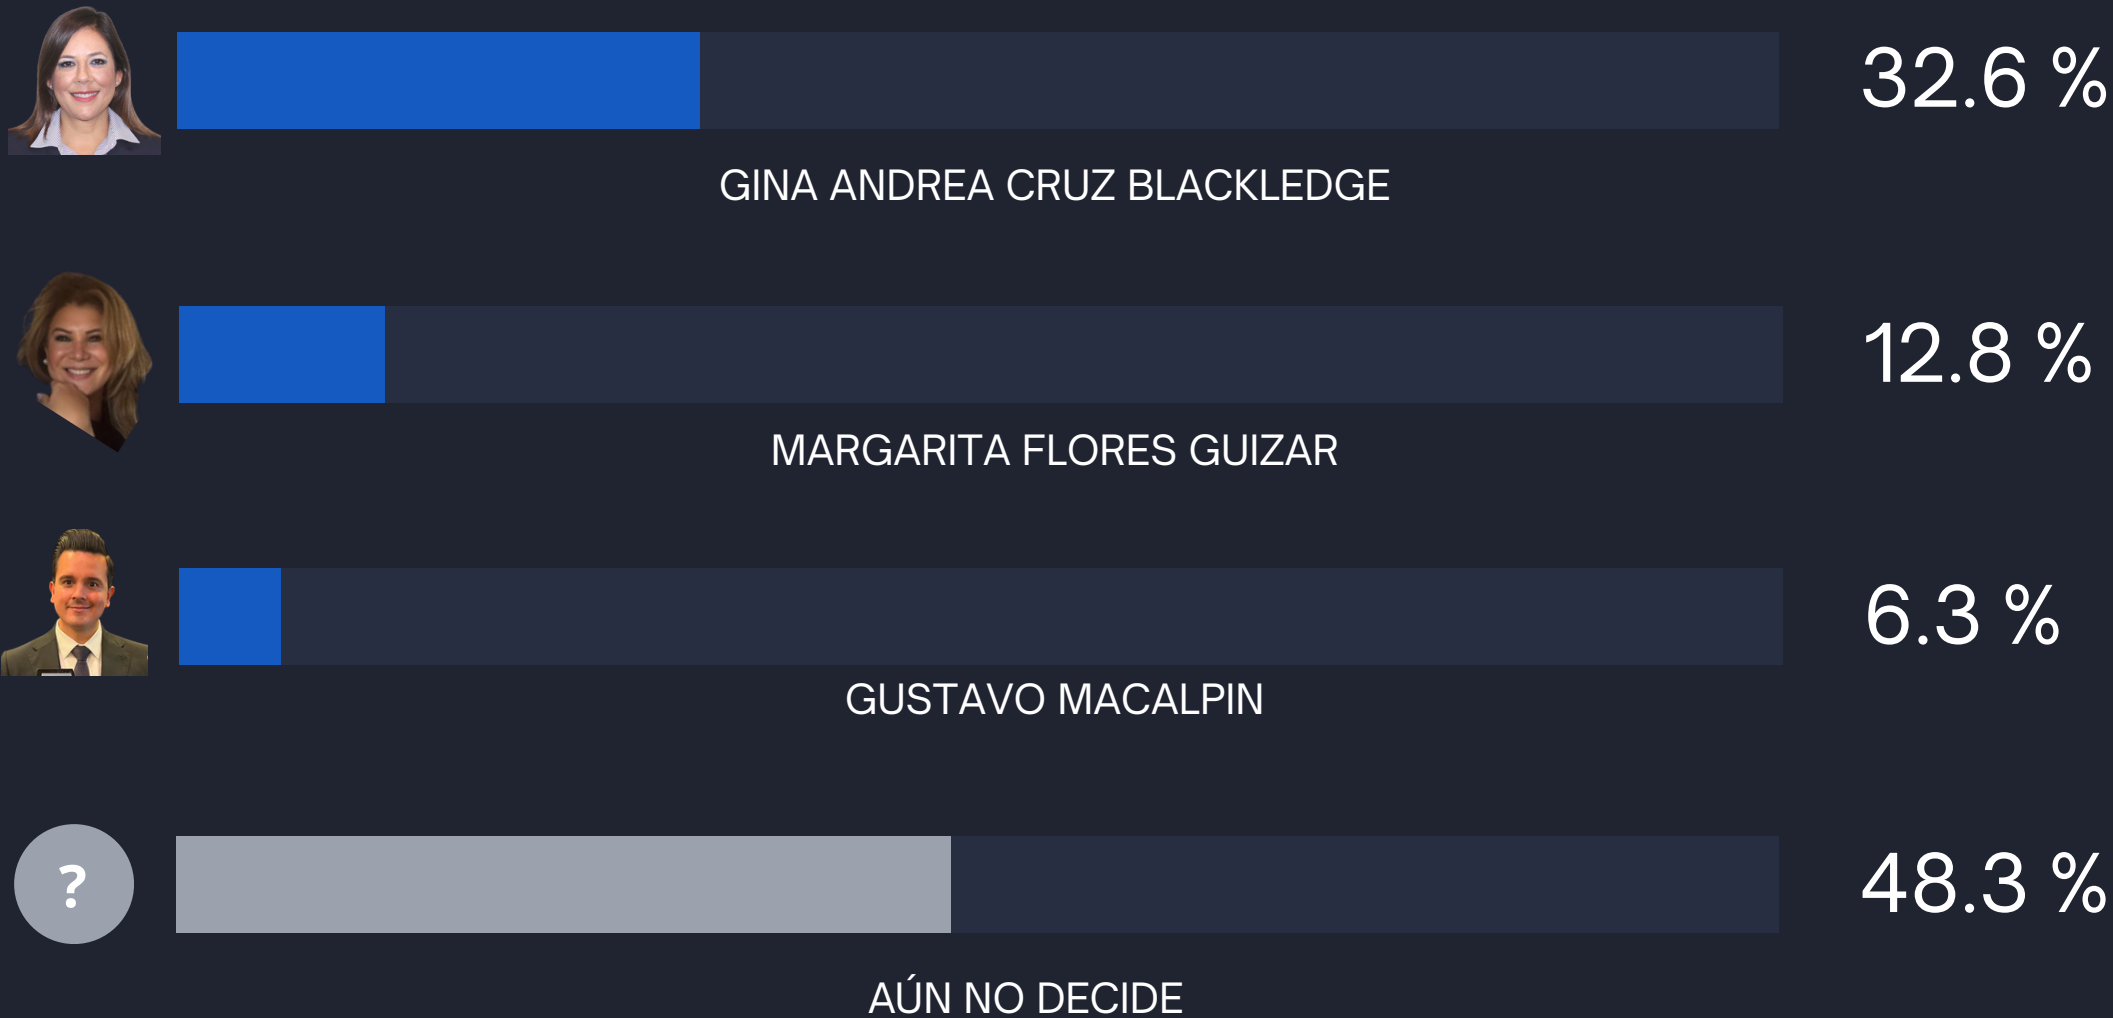 32.6 %
GINA ANDREA CRUZ BLACKLEDGE
12.8 %
MARGARITA FLORES GUIZAR
6.3 %
GUSTAVO MACALPIN
?
48.3 %
AÚN NO DECIDE